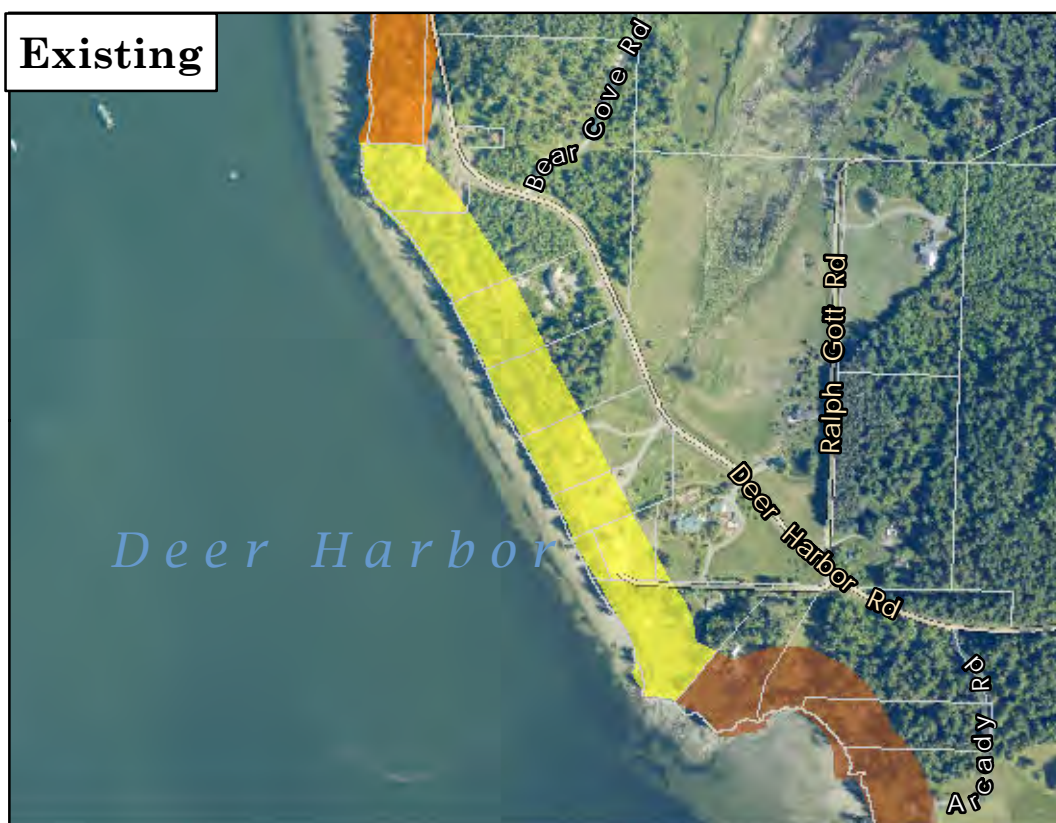 Existing
Bear Cove Rd
Ralph Gott Rd
Deer Harbor Rd
Deer Harbor
Arcady Rd